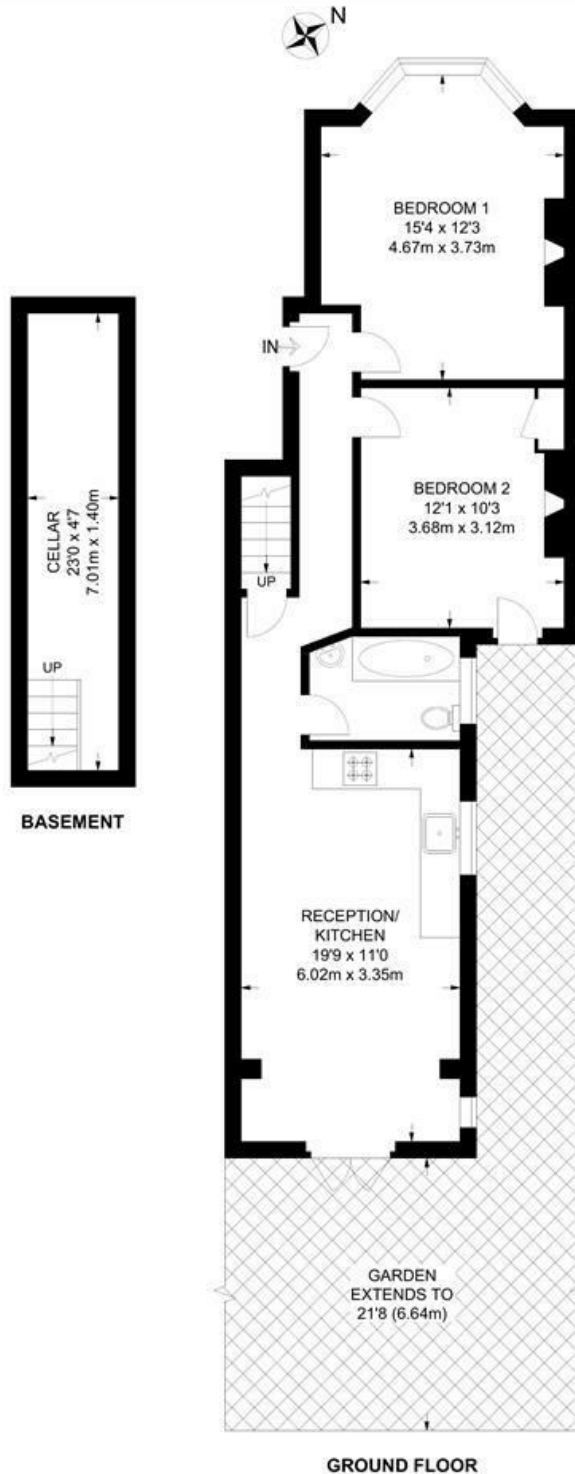 N
BEDROOM 1
15'4 x 12'3
4.67m x 3.73m
IN
CELLAR
23'0 x 4'7
7.01m x 1.40m
UP
BASEMENT
BEDROOM 2
12'1 x 10'3
3.68m x 3.12m
UP
RECEPTION/
KITCHEN
19'9 x 11'0
6.02m x 3.35m
GARDEN
EXTENDS TO
21'8 (6.64m)
GROUND FLOOR